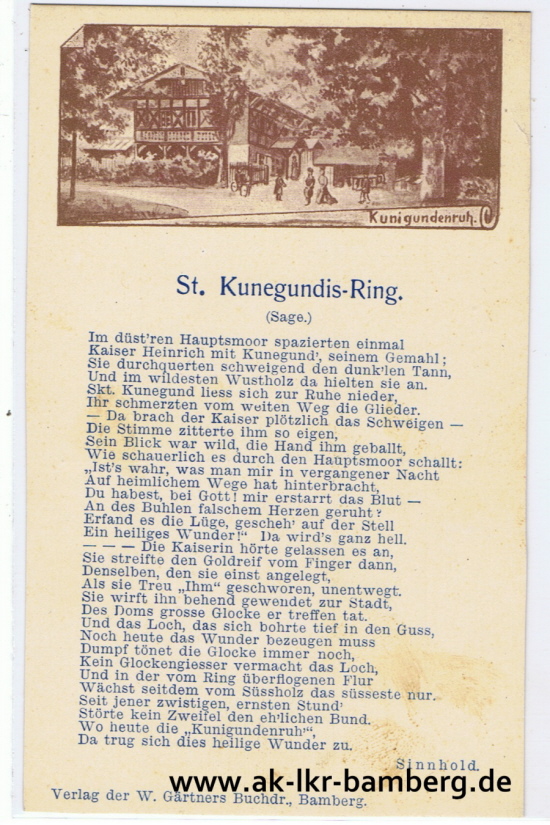 Kunigundenruh.
St. Kunegundis-Ring.
(Sage.)
Im düst'ren Hauptsmoor spazierten einmal
Kaiser Heinrich mit Kunegund', seinem Gemahl;
Sie durchquerten schweigend den dunk'len Tann,
Und im wildesten Wustholz da hielten sie an.
Skt. Kunegund liess sich zur Ruhe nieder,
Ihr schmerzten vom weiten Weg die Glieder.
— Da brach der Kaiser plötzlich das Schweigen —
Die Stimme zitterte ihm so eigen,
Sein Blick war wild, die Hand ihm geballt,
Wie schauerlich es durch den Hauptsmoor schallt:
„Ist's wahr, was man mir in vergangener Nacht
Auf heimlichem Wege hat hinterbracht,
Du habest, bei Gott! mir erstarrt das Blut —
An des Buhlen falschem Herzen geruht?
Erfand es die Lüge, gescheh' auf der Stell
Ein heiliges Wunder!“ Da wird's ganz hell.
— — — Die Kaiserin hörte gelassen es an,
Sie streifte den Goldreif vom Finger dann,
Denselben, den sie einst angelegt,
Als sie Treu „Ihm“ geschworen, unentwegt.
Sie wirft ihn behend gewendet zur Stadt,
Des Doms grosse Glocke er treffen tat.
Und das Loch, das sich bohrte tief in den Guss,
Noch heute das Wunder bezeugen muss
Dumpf tönet die Glocke immer noch,
Kein Glockengiesser vermacht das Loch,
Und in der vom Ring überflogenen Flur
Wächst seitdem vom Süssholz das süsseste nur.
Seit jener zwistigen, ernsten Stund'
Störte kein Zweifel den eh'lichen Bund.
Wo heute die „Kunigundenruh'“,
Da trug sich dies heilige Wunder zu.
Sinnhold.
www.ak-lkr-bamberg.de
Verlag der W. Gärtners Buchdr., Bamberg.